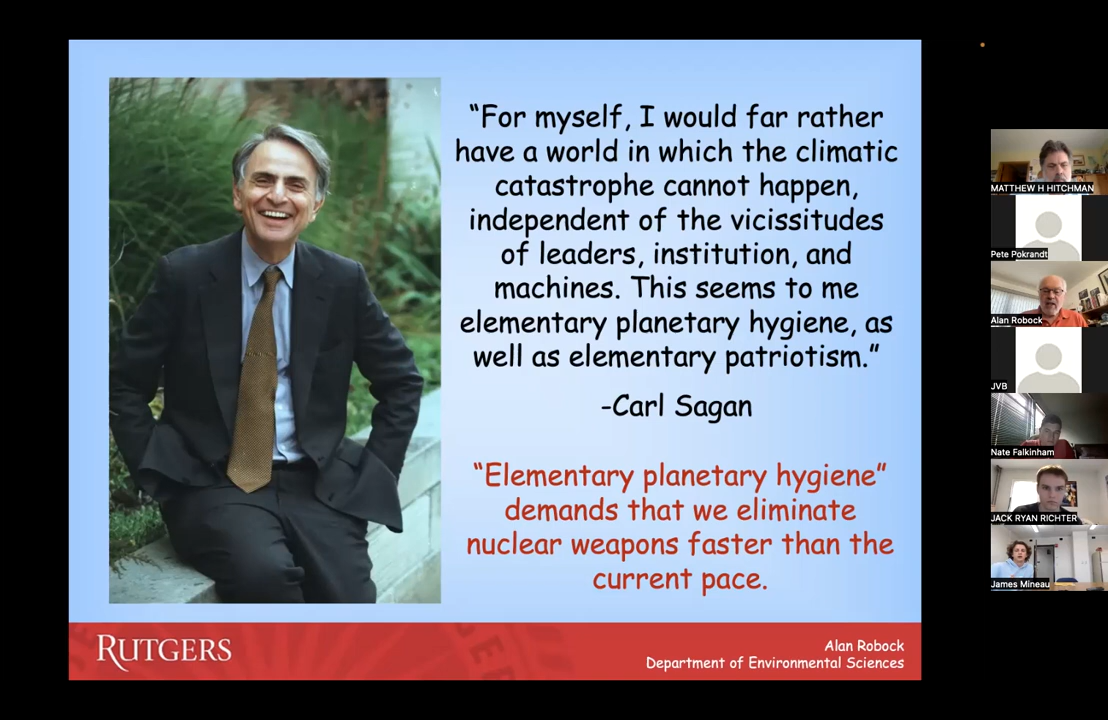 “For myself, I would far rather
have a world in which the climatic
catastrophe cannot happen,
independent of the vicissitudes
of leaders, institution, and
machines. This seems to me
elementary planetary hygiene, as
well as elementary patriotism.”
-Carl Sagan
“Elementary planetary hygiene”
demands that we eliminate
nuclear weapons faster than the
current pace.
RUTGERS
Alan Robock
Department of Environmental Sciences
MATTHEW H HITCHMAN
Pete Pokrandt
Alan Robock
JVB
Nate Falkinham
JACK RYAN RICHTER
James Mineau